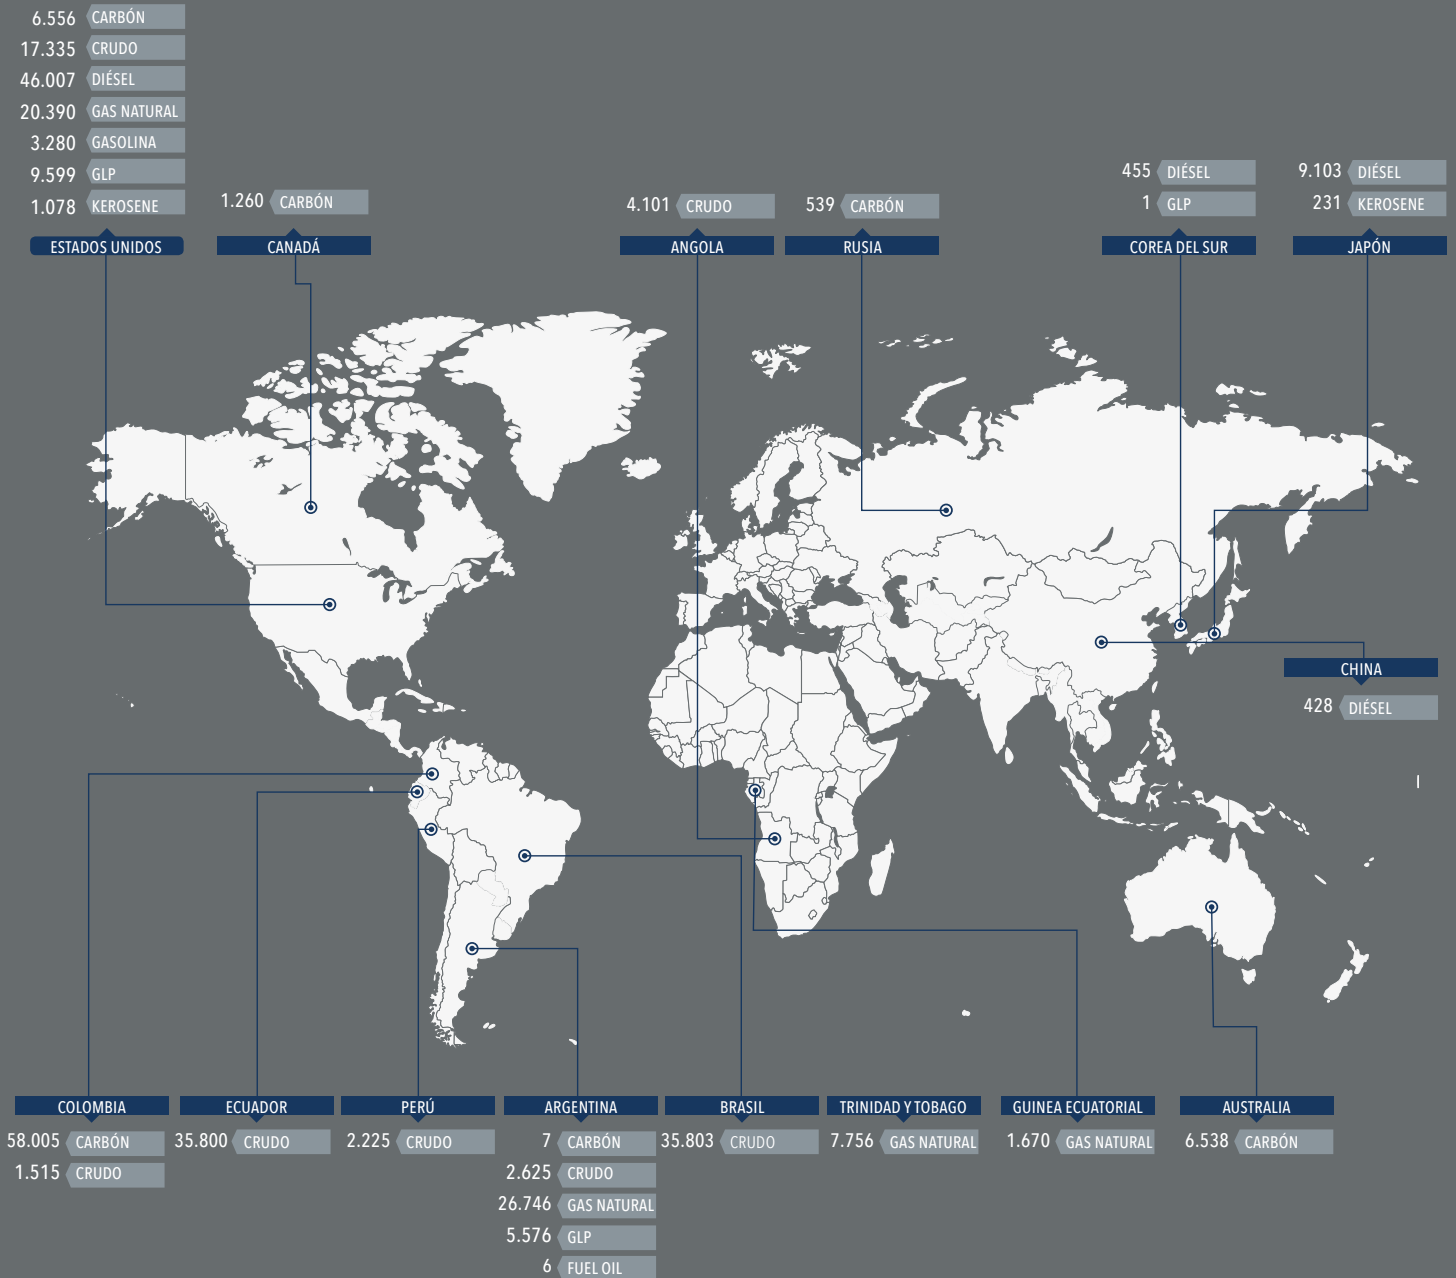 6.556 CARBÓN
17.335 CRUDO
46.007 DIÉSEL
20.390 GAS NATURAL
3.280 GASOLINA
9.599 GLP
1.078 KEROSENE
ESTADOS UNIDOS
1.260 CARBÓN
CANADÁ
4.101 CRUDO
ANGOLA
539 CARBÓN
RUSIA
455 DIÉSEL
1 GLP
COREA DEL SUR
9.103 DIÉSEL
231 KEROSENE
JAPÓN
CHINA
428 DIÉSEL
COLOMBIA
58.005 CARBÓN
1.515 CRUDO
ECUADOR
35.800 CRUDO
PERÚ
2.225 CRUDO
ARGENTINA
7 CARBÓN
2.625 CRUDO
26.746 GAS NATURAL
5.576 GLP
6 FUEL OIL
BRASIL
35.803 CRUDO
TRINIDAD Y TOBAGO
7.756 GAS NATURAL
GUINEA ECUATORIAL
1.670 GAS NATURAL
AUSTRALIA
6.538 CARBÓN